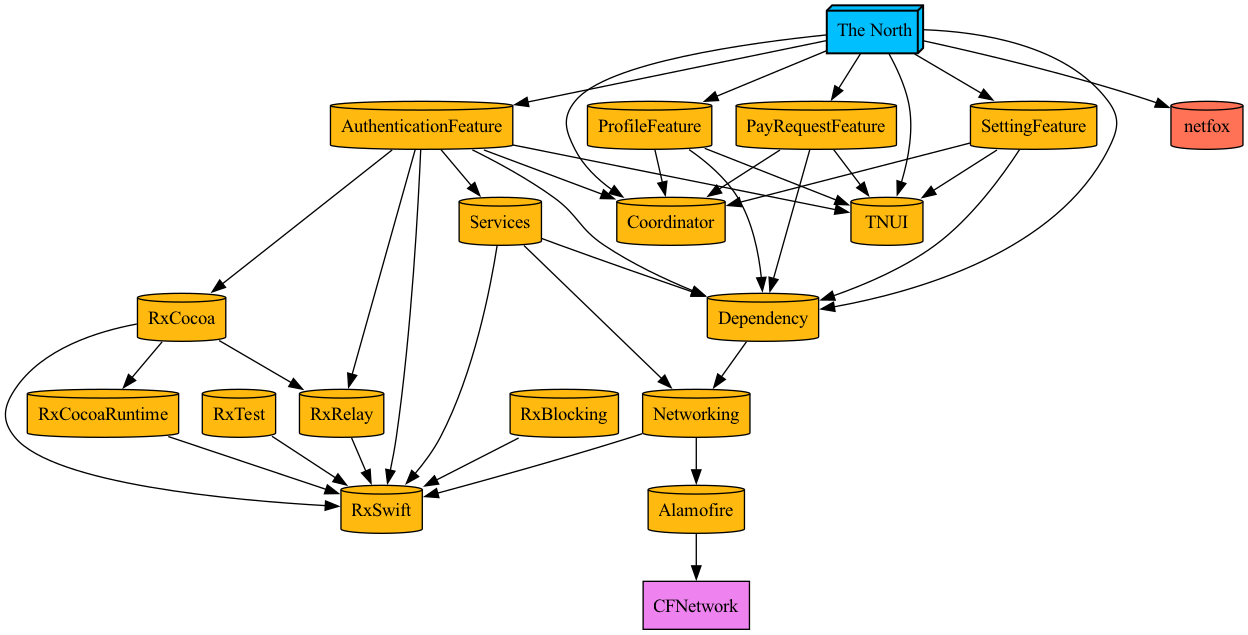 The North
AuthenticationFeature
ProfileFeature
PayRequestFeature
SettingFeature
netfox
Services
Coordinator
TNUI
RxCocoa
Dependency
RxCocoaRuntime
RxTest
RxRelay
RxBlocking
Networking
RxSwift
Alamofire
CFNetwork